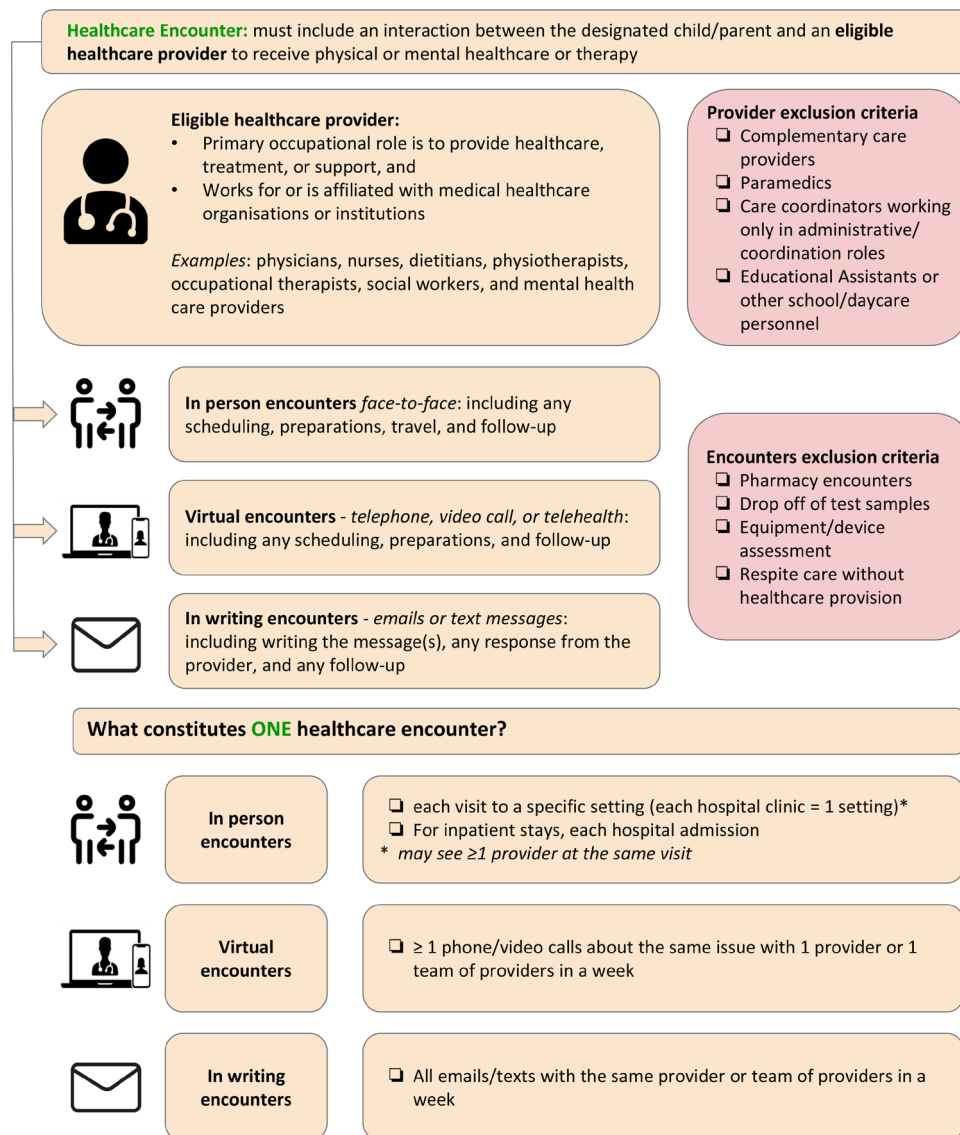 Healthcare Encounter: must include an interaction between the designated child/parent and an eligible
healthcare provider to receive physical or mental healthcare or therapy
Eligible healthcare provider:
• Primary occupational role is to provide healthcare,
treatment, or support, and
• Works for or is affiliated with medical healthcare
organisations or institutions
Examples: physicians, nurses, dietitians, physiotherapists,
occupational therapists, social workers, and mental health
care providers
Provider exclusion criteria
❏ Complementary care
providers
❏ Paramedics
❏ Care coordinators working
only in administrative/
coordination roles
❏ Educational Assistants or
other school/daycare
personnel
In person encounters face-to-face: including any
scheduling, preparations, travel, and follow-up
Virtual encounters - telephone, video call, or telehealth:
including any scheduling, preparations, and follow-up
In writing encounters - emails or text messages:
including writing the message(s), any response from the
provider, and any follow-up
Encounters exclusion criteria
❏ Pharmacy encounters
❏ Drop off of test samples
❏ Equipment/device
assessment
❏ Respite care without
healthcare provision
What constitutes ONE healthcare encounter?
In person
encounters
❏ each visit to a specific setting (each hospital clinic = 1 setting)*
❏ For inpatient stays, each hospital admission
* may see ≥1 provider at the same visit
Virtual
encounters
❏ ≥ 1 phone/video calls about the same issue with 1 provider or 1
team of providers in a week
In writing
encounters
❏ All emails/texts with the same provider or team of providers in a
week